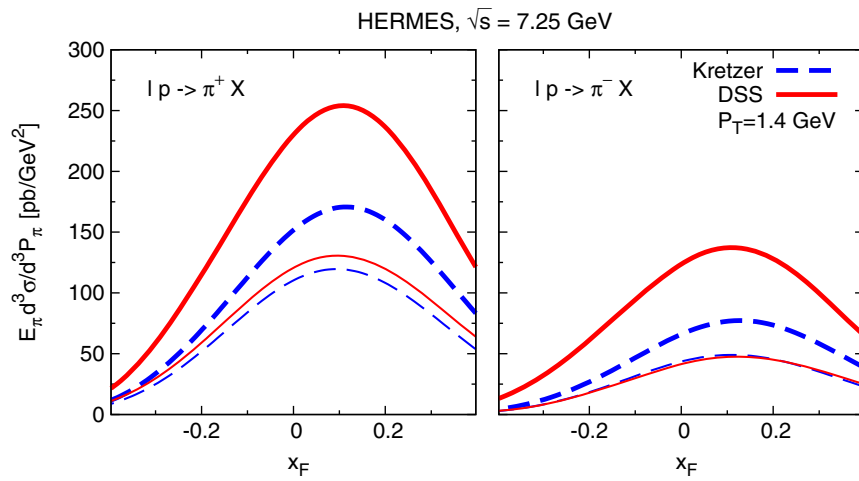 HERMES, √s = 7.25 GeV
E_π d³σ/d³P_π [pb/GeV²]
300
250
200
150
100
50
0
l p -> π⁺ X
-0.2
0
0.2
x_F
l p -> π⁻ X
Kretzer
DSS
P_T=1.4 GeV
-0.2
0
0.2
x_F